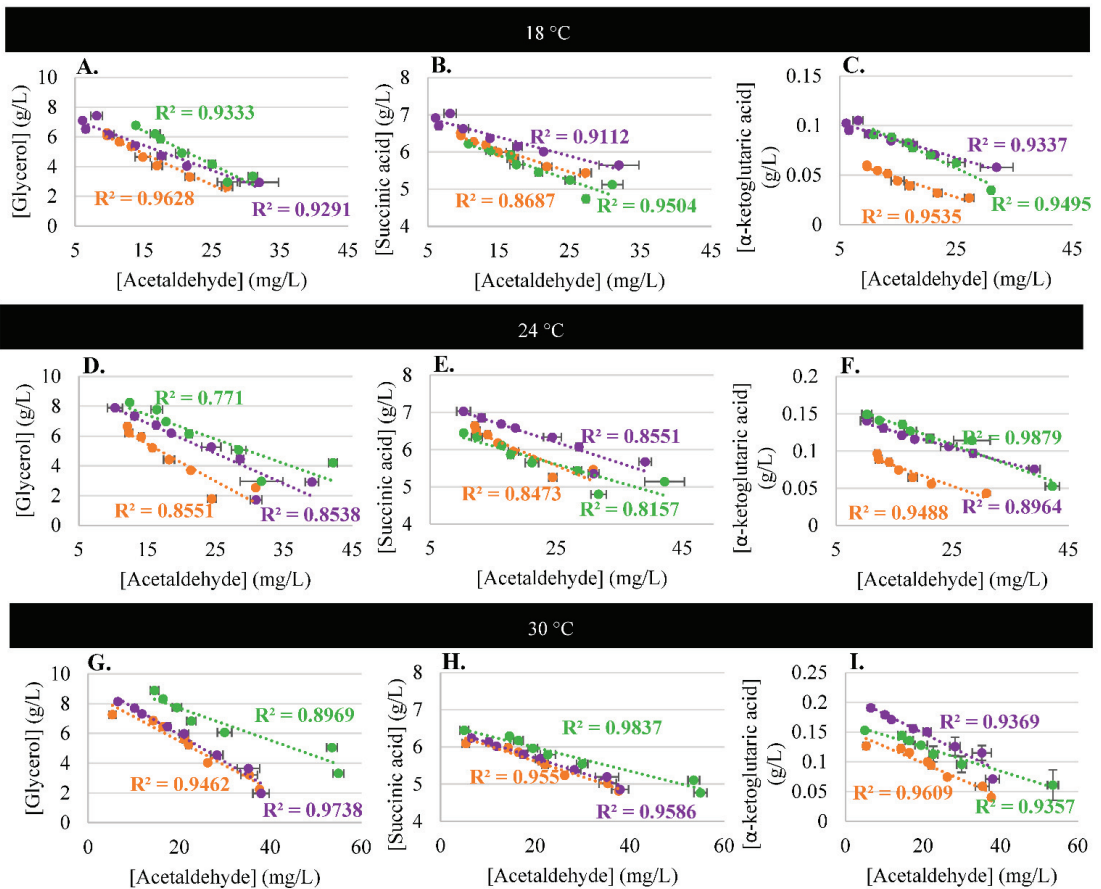 18 °C
A.
B.
C.
[Glycerol] (g/L)
10
8
6
4
2
0
R² = 0.9333
R² = 0.9628
R² = 0.9291
5
15
25
35
45
[Acetaldehyde] (mg/L)
[Succinic acid] (g/L)
8
7
6
5
4
R² = 0.9112
R² = 0.8687
R² = 0.9504
5
15
25
35
45
[Acetaldehyde] (mg/L)
[α-ketoglutaric acid]
(g/L)
0.15
0.1
0.05
0
R² = 0.9337
R² = 0.9495
R² = 0.9535
5
25
45
[Acetaldehyde] (mg/L)
24 °C
D.
E.
F.
[Glycerol] (g/L)
10
8
6
4
2
0
R² = 0.771
R² = 0.8551
R² = 0.8538
5
15
25
35
45
[Acetaldehyde] (mg/L)
[Succinic acid] (g/L)
8
7
6
5
4
R² = 0.8551
R² = 0.8473
R² = 0.8157
5
15
25
35
45
[Acetaldehyde] (mg/L)
[α-ketoglutaric acid]
(g/L)
0.2
0.15
0.1
0.05
0
R² = 0.9879
R² = 0.9488
R² = 0.8964
5
25
45
[Acetaldehyde] (mg/L)
30 °C
G.
H.
I.
[Glycerol] (g/L)
10
8
6
4
2
0
R² = 0.8969
R² = 0.9462
R² = 0.9738
0
20
40
60
[Acetaldehyde] (mg/L)
[Succinic acid] (g/L)
8
7
6
5
4
R² = 0.9837
R² = 0.955
R² = 0.9586
0
20
40
60
[Acetaldehyde] (mg/L)
[α-ketoglutaric acid]
(g/L)
0.25
0.2
0.15
0.1
0.05
0
R² = 0.9369
R² = 0.9609
R² = 0.9357
0
20
40
60
[Acetaldehyde] (mg/L)